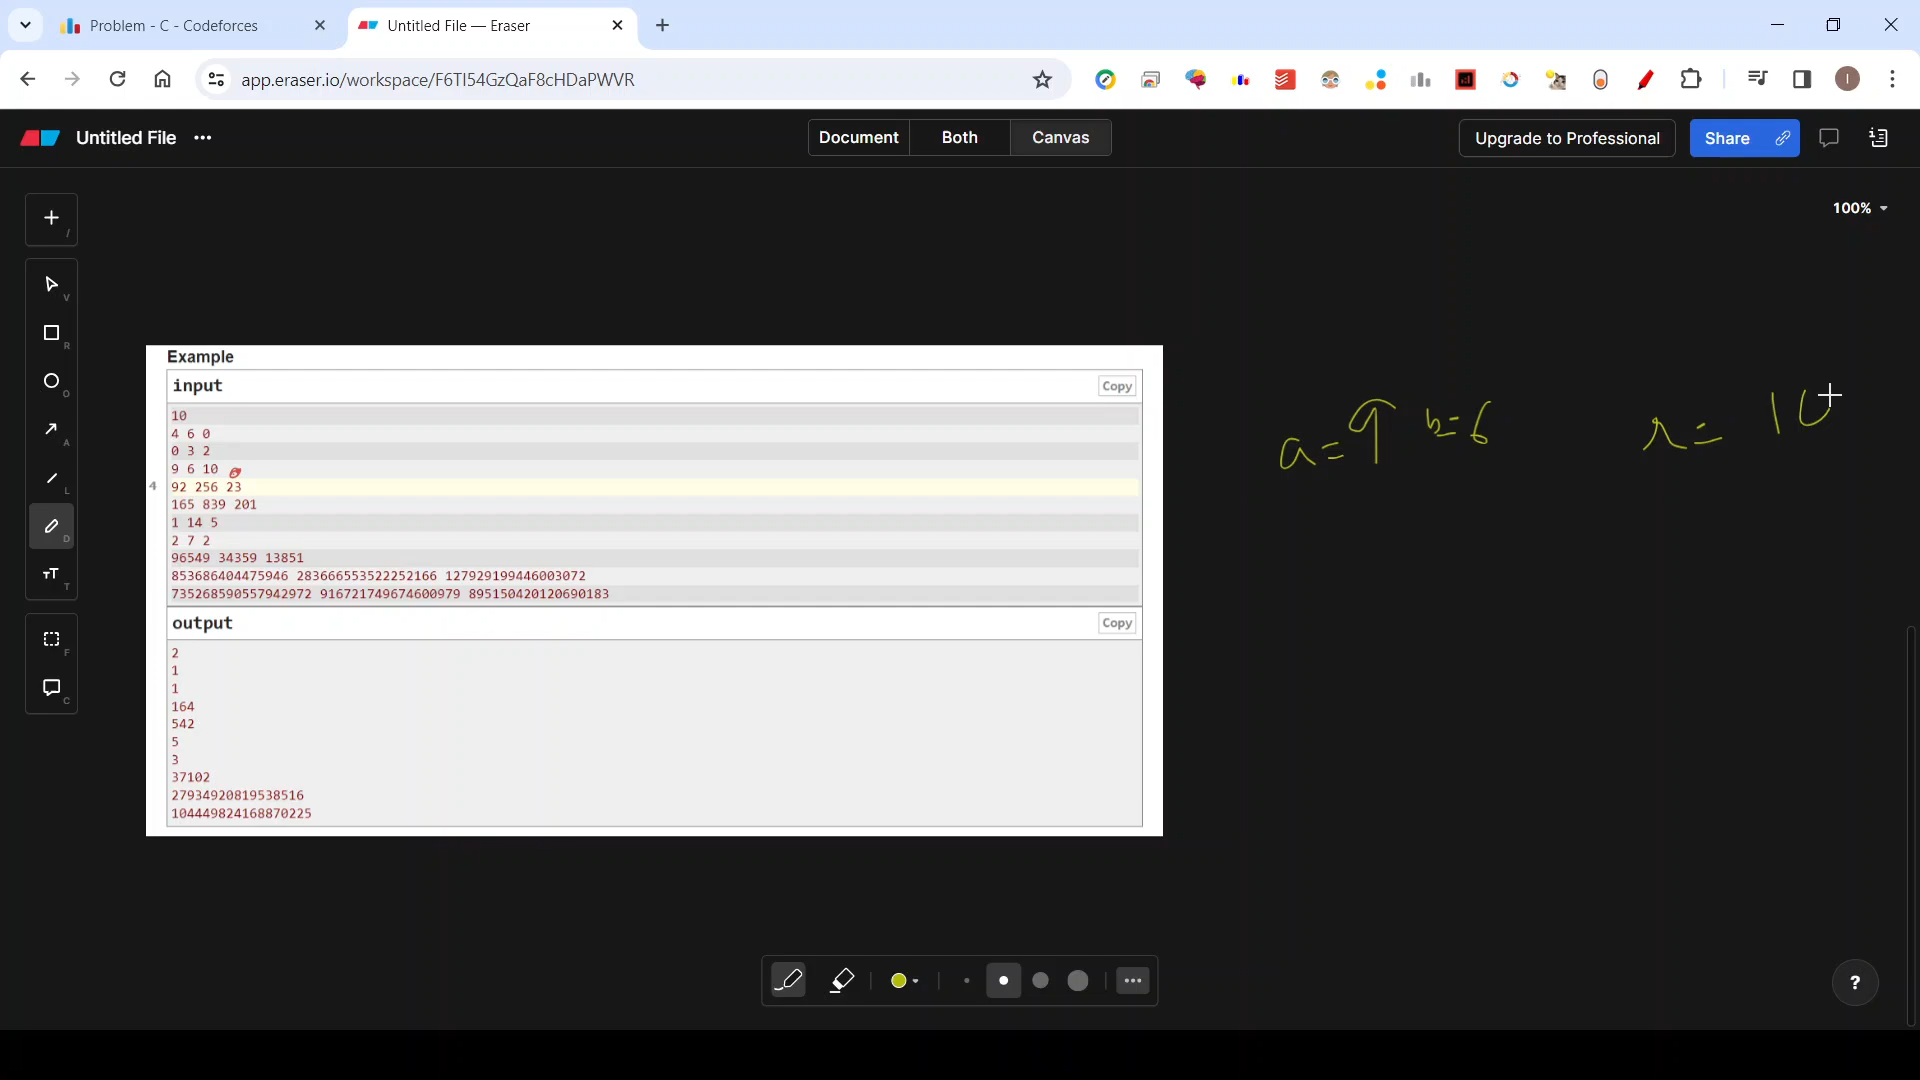 Problem - C - Codeforces
Untitled File — Eraser
app.eraser.io/workspace/F6TI54GzQaF8cHDaPWVR
Untitled File
Document Both Canvas
Upgrade to Professional
Share
100%
/
V
R
O
A
L
D
T
F
C
Example
input
Copy
10
4 6 0
0 3 2
9 6 10
4
92 256 23
165 839 201
1 14 5
2 7 2
96549 34359 13851
853686404475946 283666553522252166 127929199446003072
735268590557942972 916721749674600979 895150420120690183
output
Copy
2
1
1
164
542
5
3
37102
27934920819538516
104449824168870225
a=9 b=6 r= 10
I
?